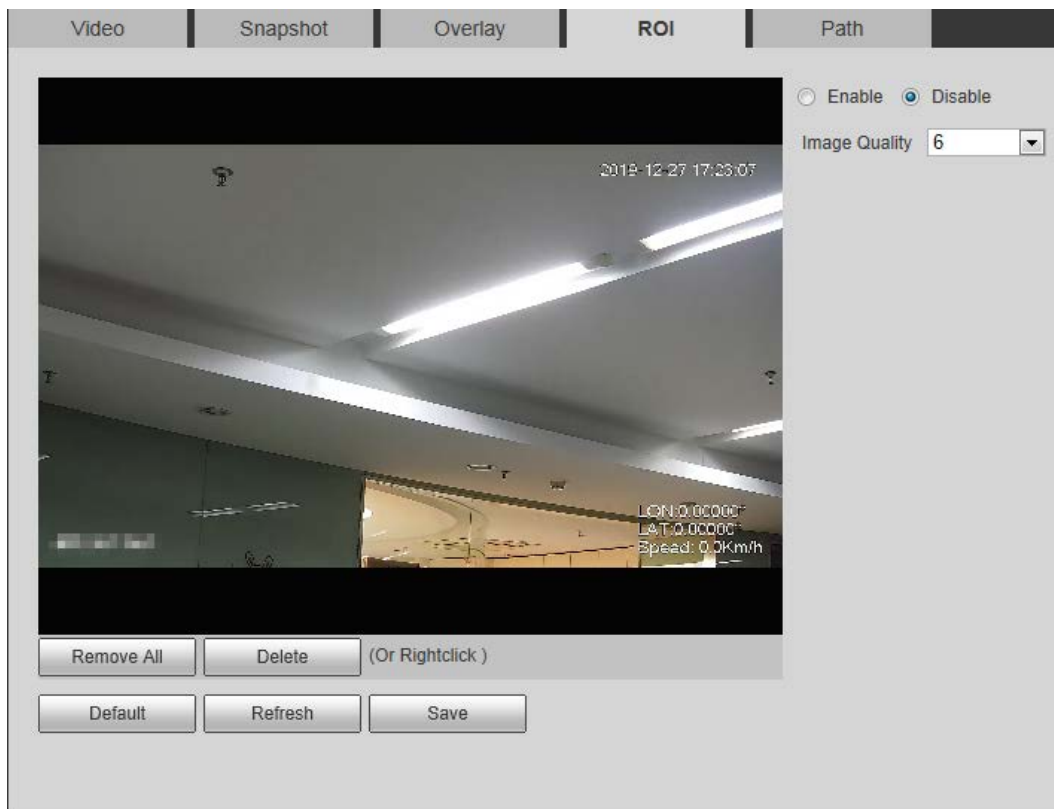 Video Snapshot Overlay ROI Path
Enable Disable
Image Quality 6
2019-12-27 17:23:07
LON:0.00000°
LAT:0.00000°
Speed: 0.0Km/h
Remove All Delete (Or Rightclick )
Default Refresh Save